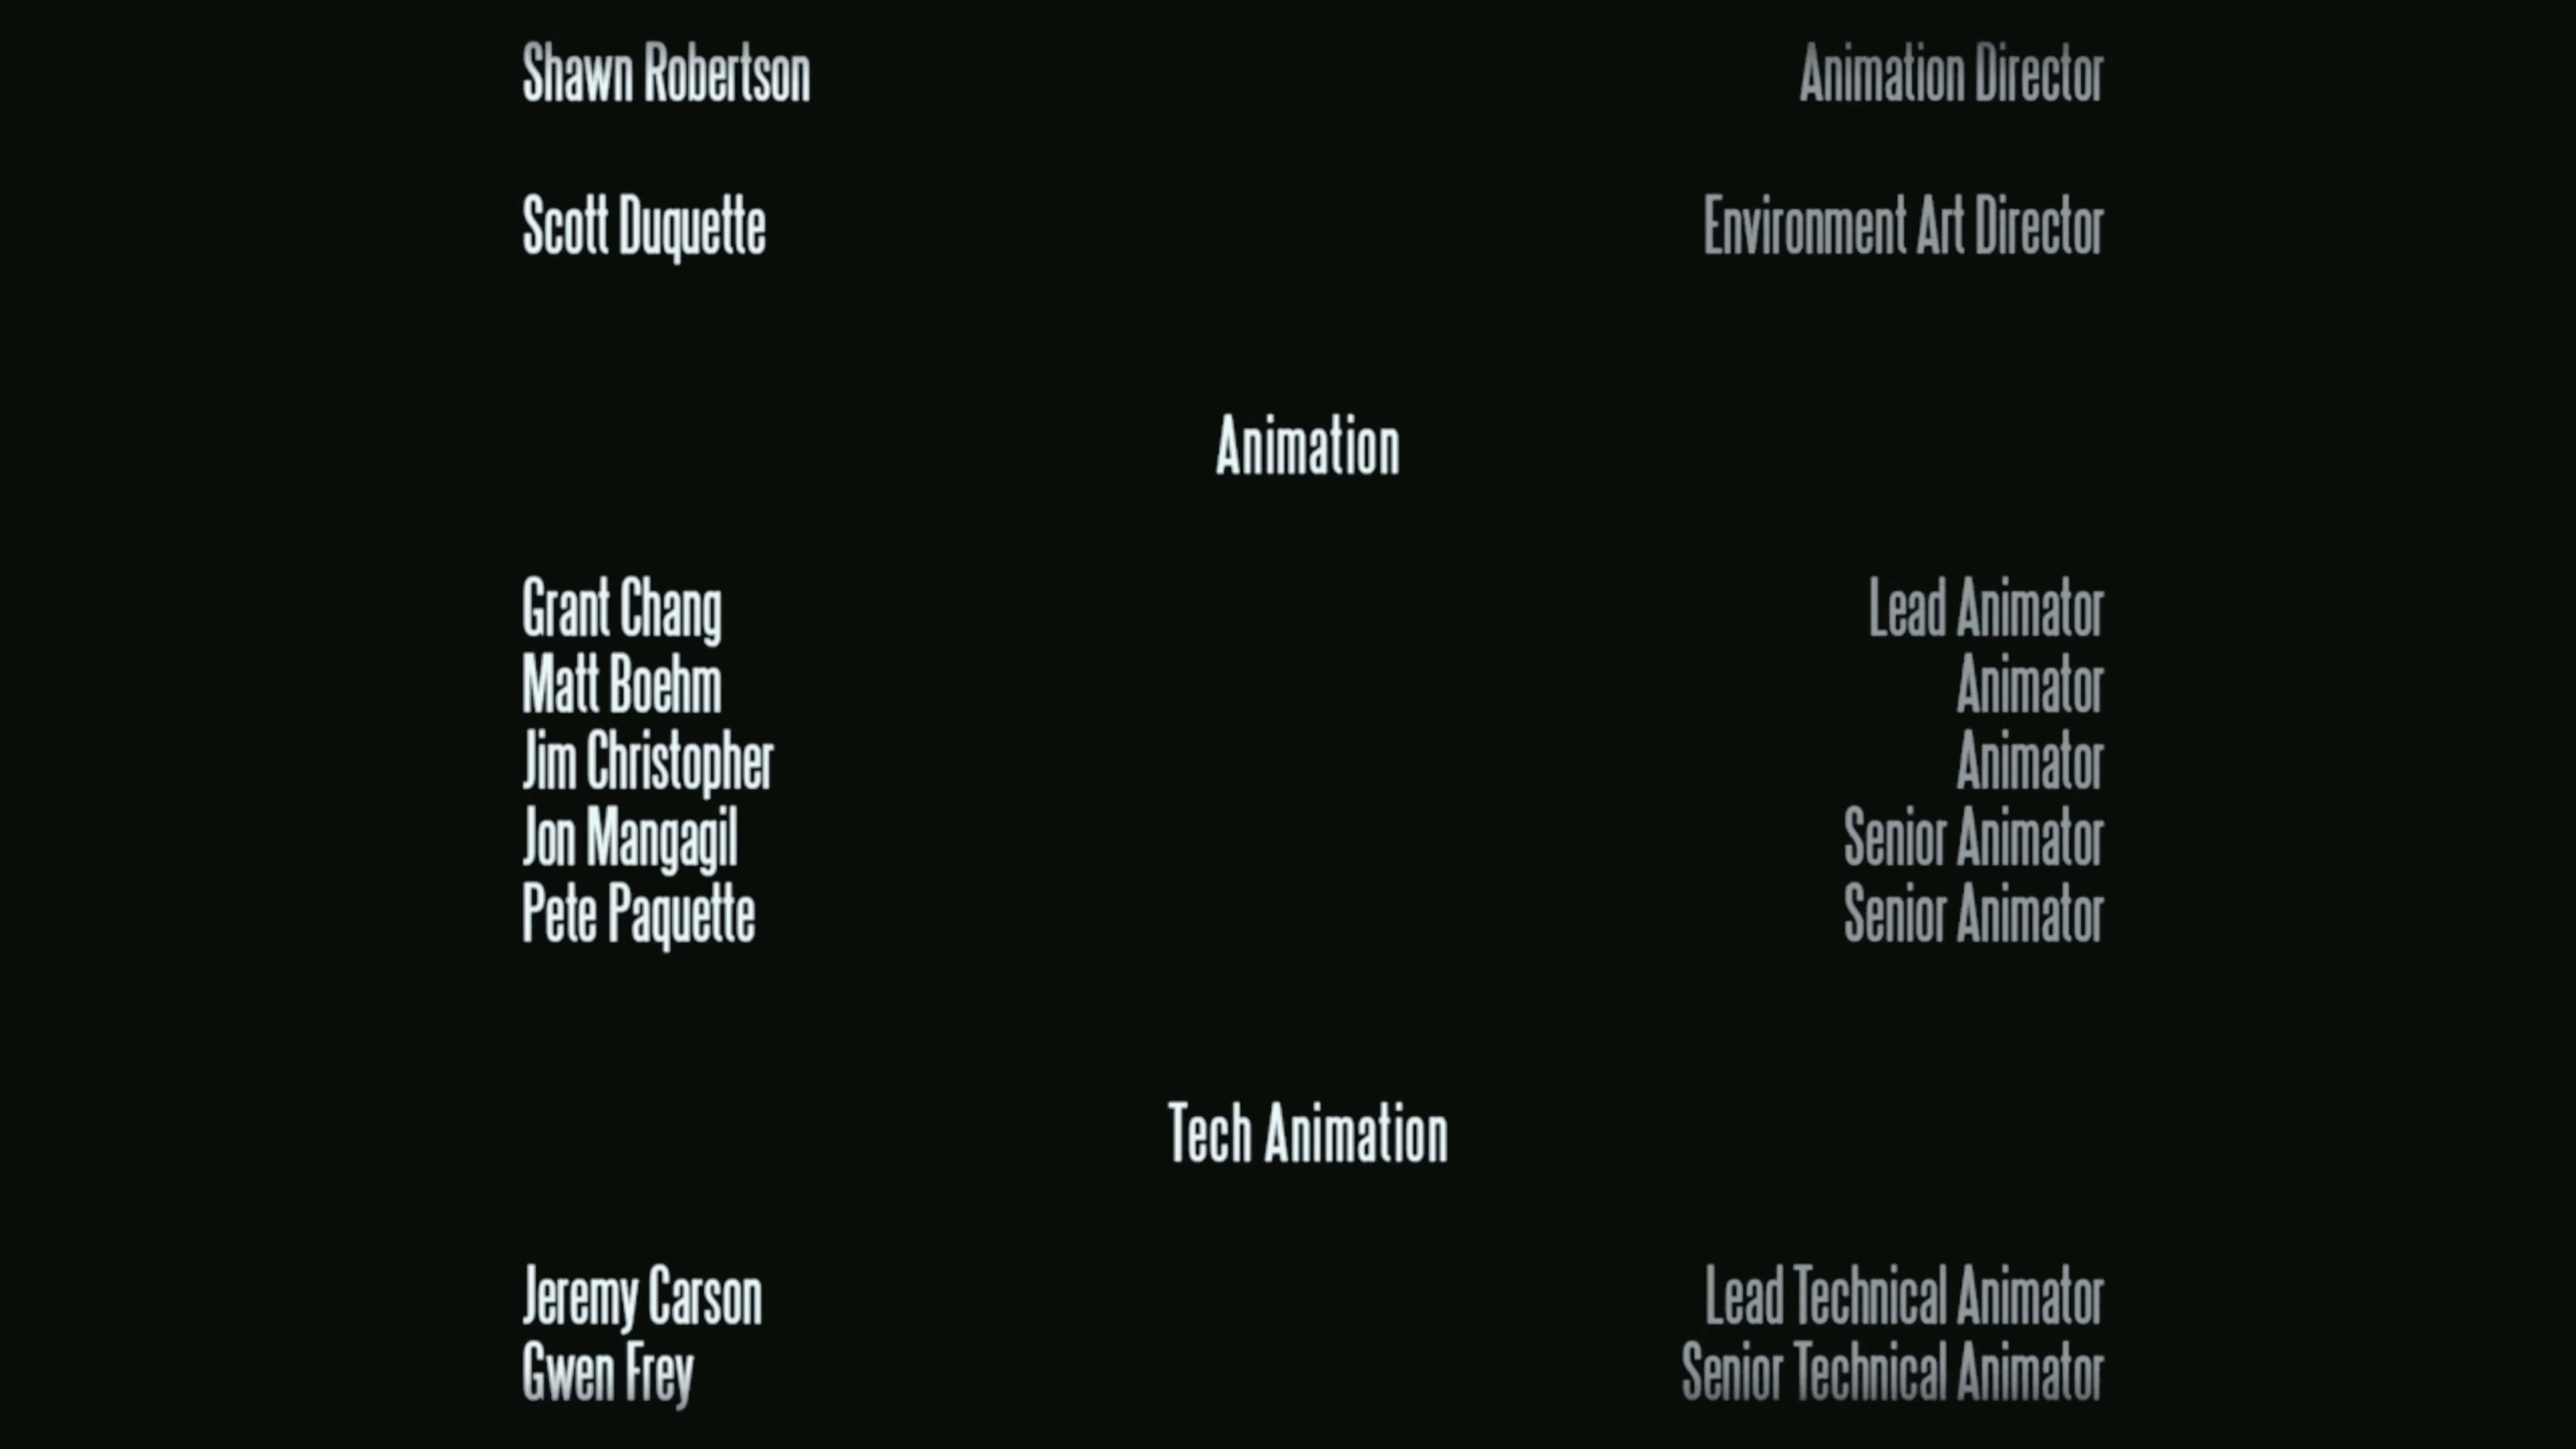 Shawn Robertson Animation Director
Scott Duquette Environment Art Director
Animation
Grant Chang Lead Animator
Matt Boehm Animator
Jim Christopher Animator
Jon Mangagil Senior Animator
Pete Paquette Senior Animator
Tech Animation
Jeremy Carson Lead Technical Animator
Gwen Frey Senior Technical Animator